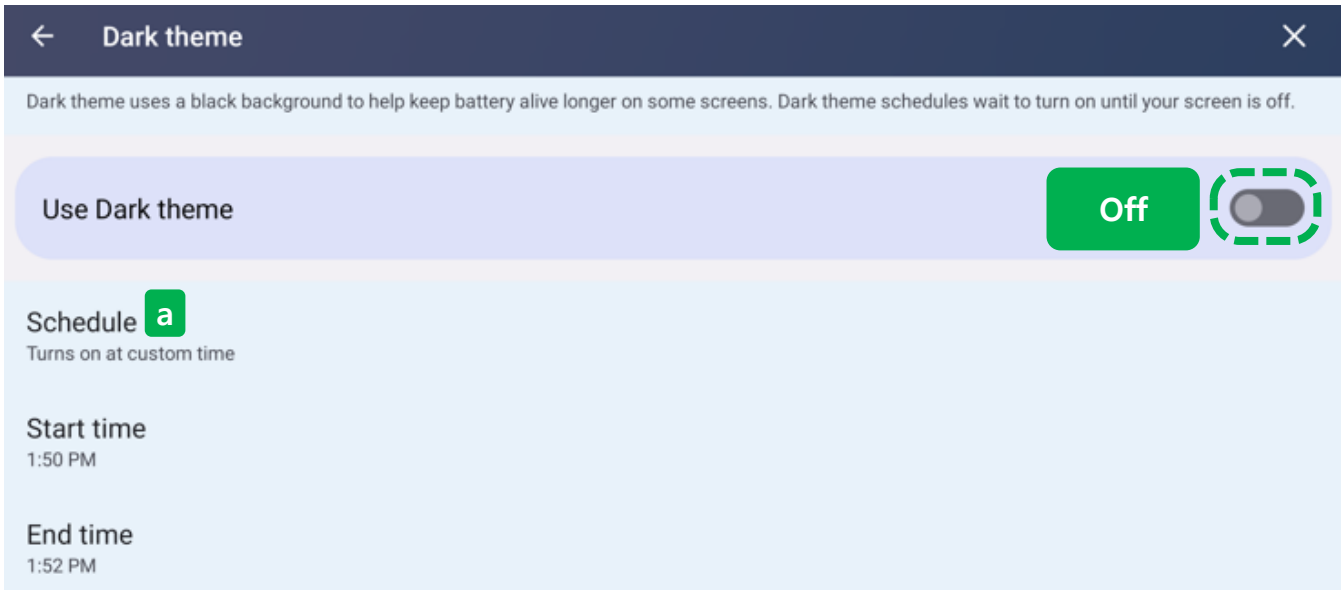 Dark theme
Dark theme uses a black background to help keep battery alive longer on some screens. Dark theme schedules wait to turn on until your screen is off.
Use Dark theme Off
Schedule a
Turns on at custom time
Start time
1:50 PM
End time
1:52 PM